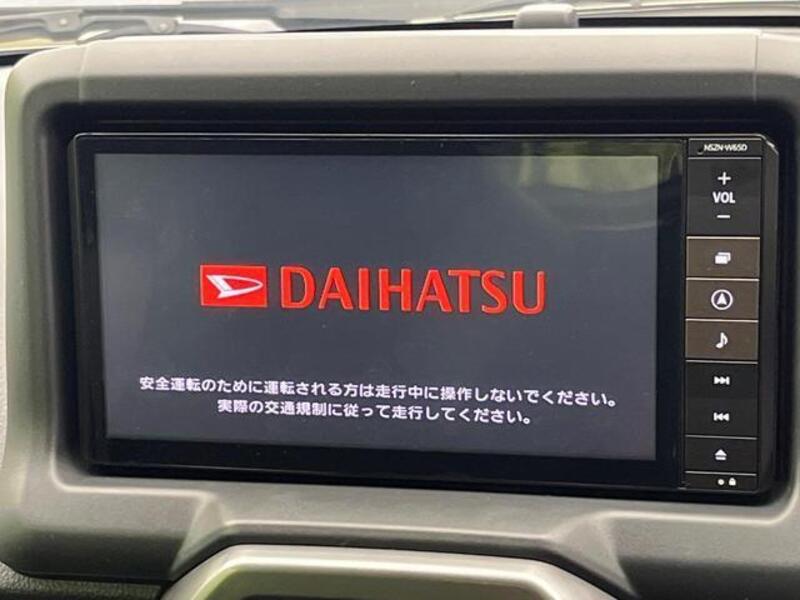 NSZN-W65D
+
VOL
−
DAIHATSU
安全運転のために運転される方は走行中に操作しないでください。
実際の交通規制に従って走行してください。